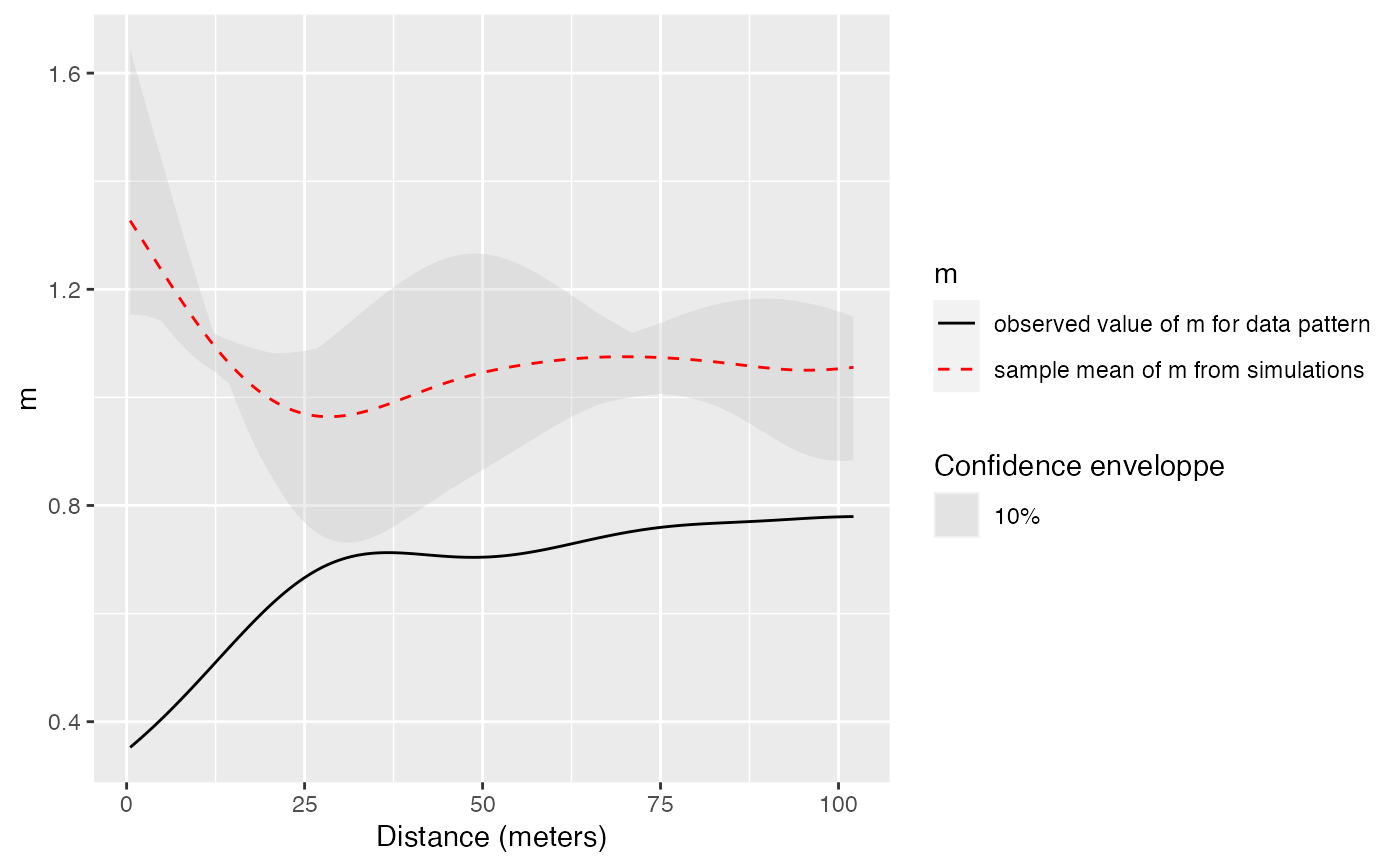 1.6
1.2
0.8
0.4
m
0
25
50
75
100
Distance (meters)
m
observed value of m for data pattern
sample mean of m from simulations
Confidence enveloppe
10%